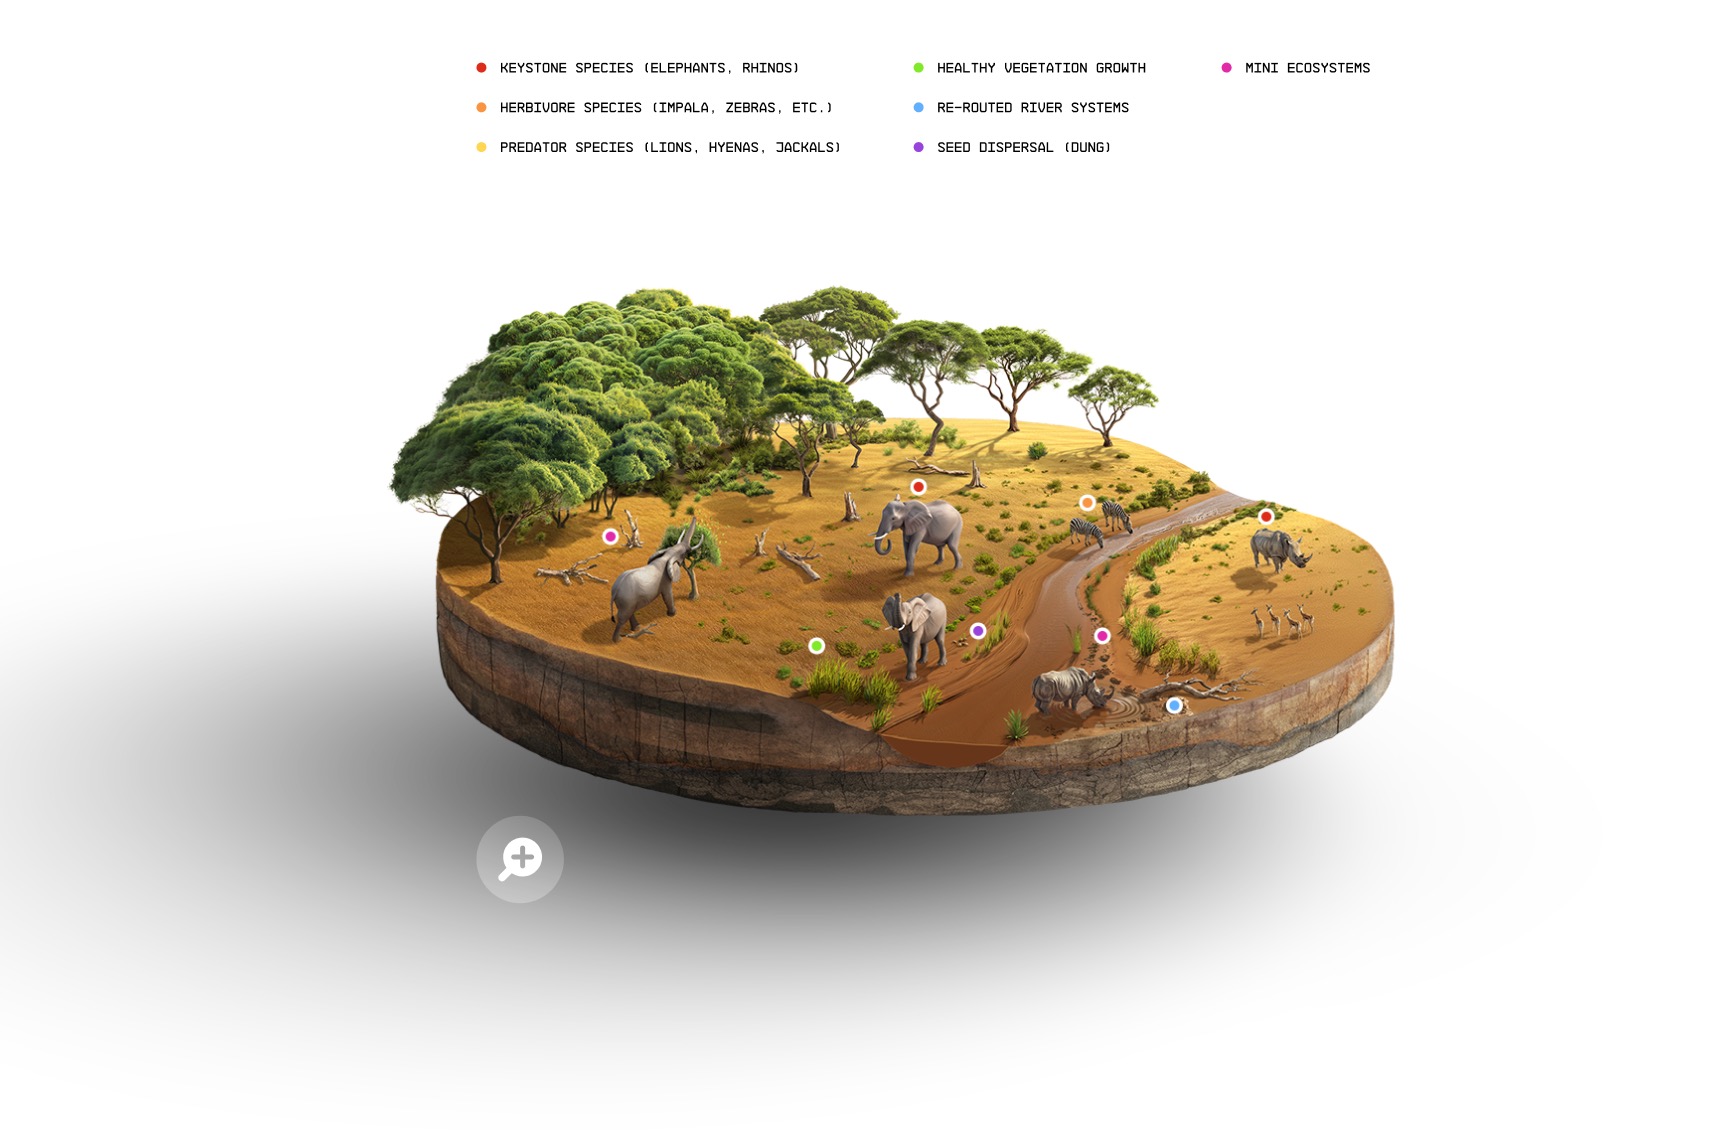 KEYSTONE SPECIES (ELEPHANTS, RHINOS)
HERBIVORE SPECIES (IMPALA, ZEBRAS, ETC.)
PREDATOR SPECIES (LIONS, HYENAS, JACKALS)
HEALTHY VEGETATION GROWTH
RE-ROUTED RIVER SYSTEMS
SEED DISPERSAL (DUNG)
MINI ECOSYSTEMS